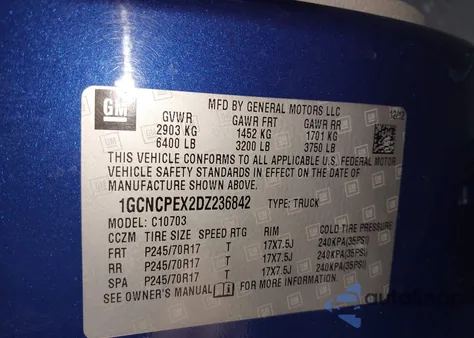 GM
MFD BY GENERAL MOTORS LLC
GVWR GAWR FRT GAWR RR
2903 KG 1452 KG 1701 KG
6400 LB 3200 LB 3750 LB
THIS VEHICLE CONFORMS TO ALL APPLICABLE U.S. FEDERAL MOTOR
VEHICLE SAFETY STANDARDS IN EFFECT ON THE DATE OF
MANUFACTURE SHOWN ABOVE.
1GCNCPEX2DZ236842 TYPE: TRUCK
MODEL: C10703
CCZM TIRE SIZE SPEED RTG RIM COLD TIRE PRESSURE
FRT P245/70R17 T 17X7.5J 240KPA(35PSI)
RR P245/70R17 T 17X7.5J 240KPA(35PSI)
SPA P245/70R17 T 17X7.5J 240KPA(35PSI)
SEE OWNER'S MANUAL FOR MORE INFORMATION.